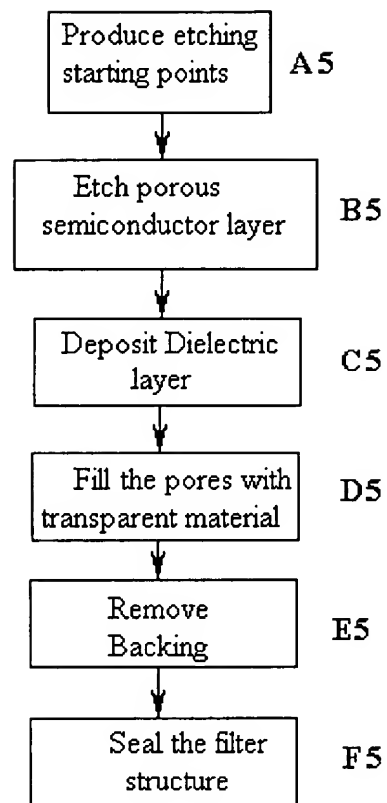 Produce etching
starting points
A5
Etch porous
semiconductor layer
B5
Deposit Dielectric
layer
C5
Fill the pores with
transparent material
D5
Remove
Backing
E5
Seal the filter
structure
F5